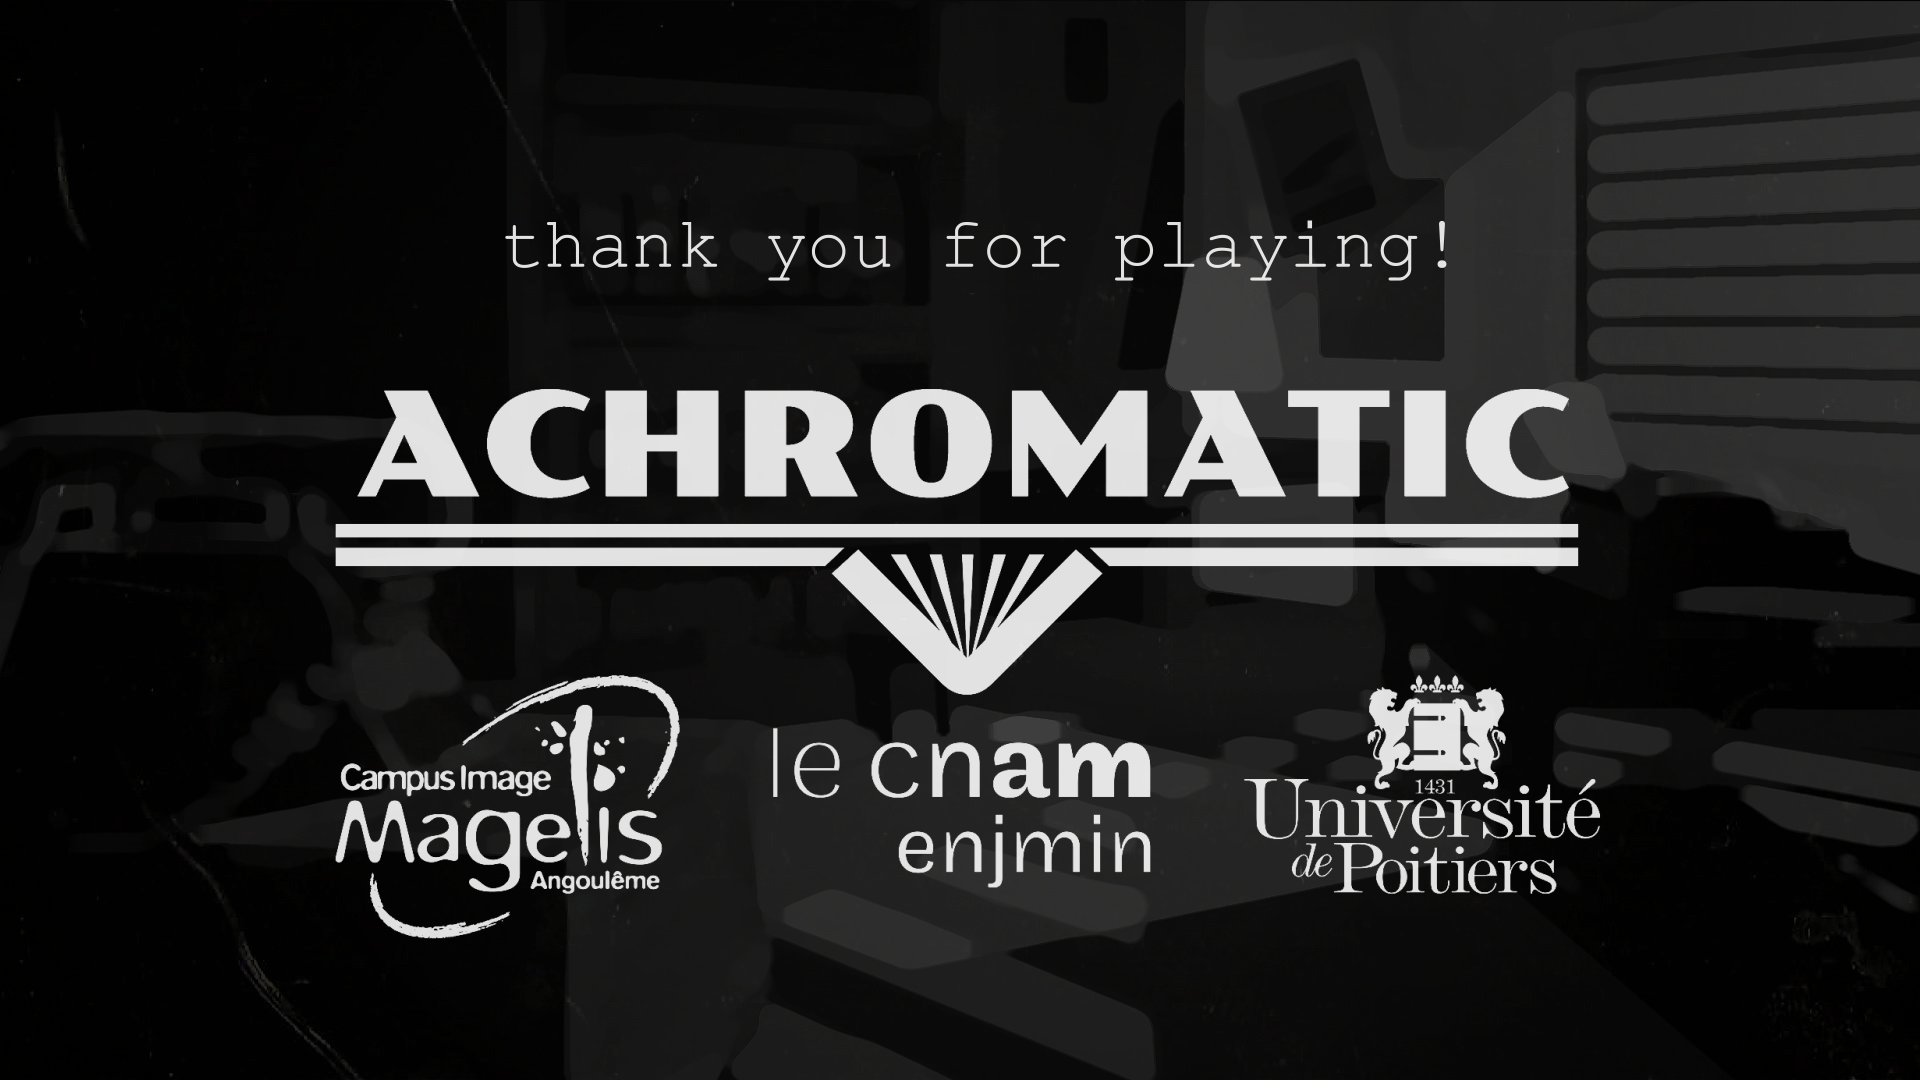 thank you for playing!
ACHROMATIC
Campus Image
Magelis
Angoulême
le cnam
enjmin
1431
Université
de Poitiers